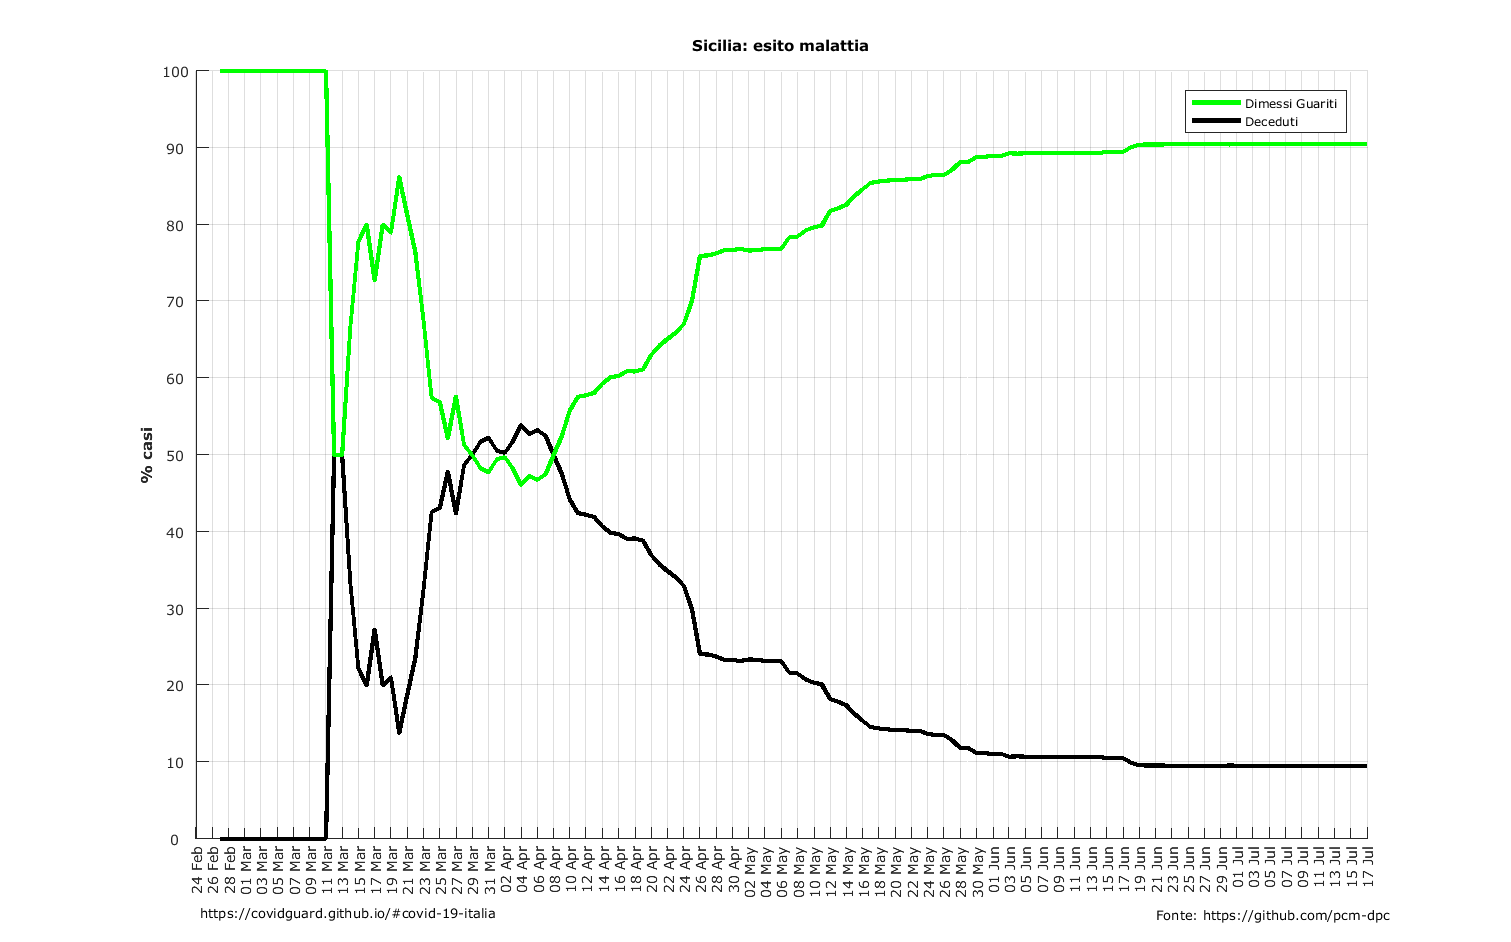 Sicilia: esito malattia
100
90
80
70
60
50
40
30
20
10
0
% casi
Dimessi Guariti
Deceduti
24 Feb
26 Feb
28 Feb
01 Mar
03 Mar
05 Mar
07 Mar
09 Mar
11 Mar
13 Mar
15 Mar
17 Mar
19 Mar
21 Mar
23 Mar
25 Mar
27 Mar
29 Mar
31 Mar
02 Apr
04 Apr
06 Apr
08 Apr
10 Apr
12 Apr
14 Apr
16 Apr
18 Apr
20 Apr
22 Apr
24 Apr
26 Apr
28 Apr
30 Apr
02 May
04 May
06 May
08 May
10 May
12 May
14 May
16 May
18 May
20 May
22 May
24 May
26 May
28 May
30 May
01 Jun
03 Jun
05 Jun
07 Jun
09 Jun
11 Jun
13 Jun
15 Jun
17 Jun
19 Jun
21 Jun
23 Jun
25 Jun
27 Jun
29 Jun
01 Jul
03 Jul
05 Jul
07 Jul
09 Jul
11 Jul
13 Jul
15 Jul
17 Jul
https://covidguard.github.io/#covid-19-italia
Fonte: https://github.com/pcm-dpc